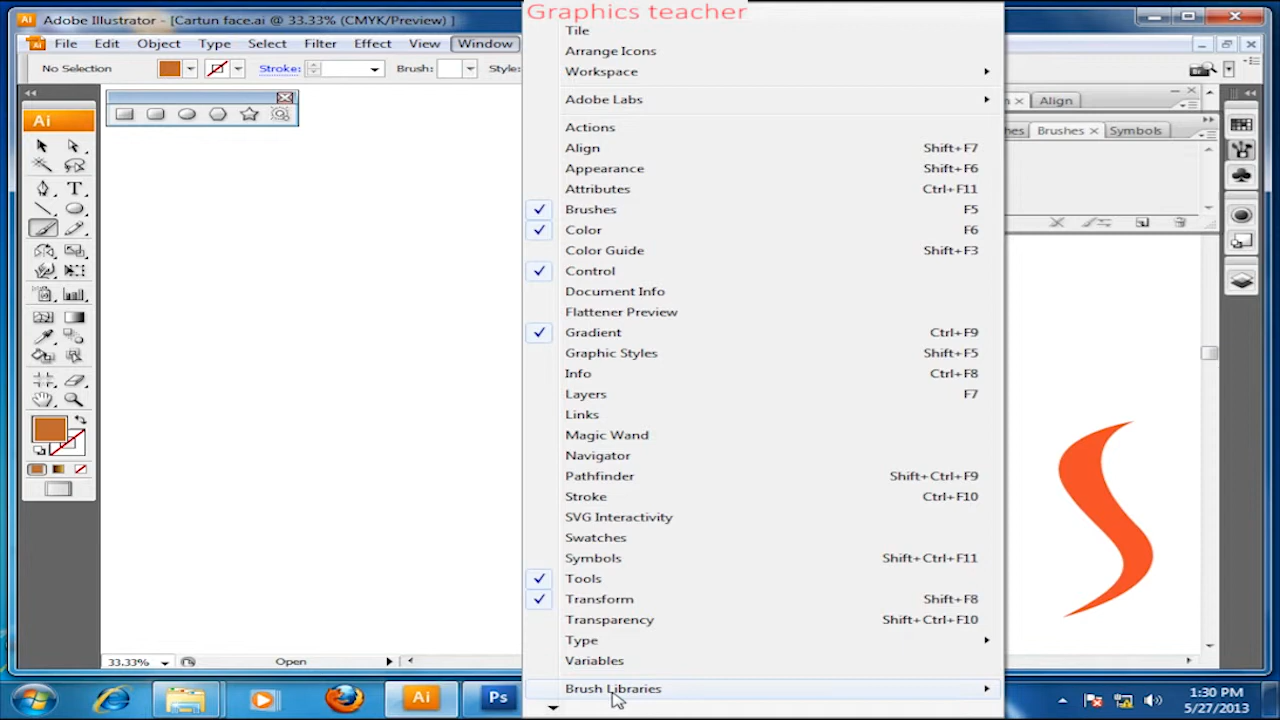 Graphics teacher
Adobe Illustrator - [Cartun face.ai @ 33.33% (CMYK/Preview) ]
File Edit Object Type Select Filter Effect View Window
No Selection Stroke: Brush: Style:
Ai
Tile
Arrange Icons
Workspace
Adobe Labs
Actions
Align Shift+F7
Appearance Shift+F6
Attributes Ctrl+F11
Brushes F5
Color F6
Color Guide Shift+F3
Control
Document Info
Flattener Preview
Gradient Ctrl+F9
Graphic Styles Shift+F5
Info Ctrl+F8
Layers F7
Links
Magic Wand
Navigator
Pathfinder Shift+Ctrl+F9
Stroke Ctrl+F10
SVG Interactivity
Swatches
Symbols Shift+Ctrl+F11
Tools
Transform Shift+F8
Transparency Shift+Ctrl+F10
Type
Variables
Brush Libraries
Align
Brushes Symbols
33.33% Open
Ai Ps
1:30 PM
5/27/2013